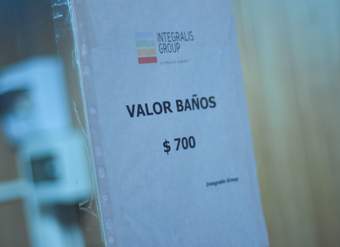 INTEGRALIS
GROUP
VALOR BAÑOS
$ 700
Integralis Group